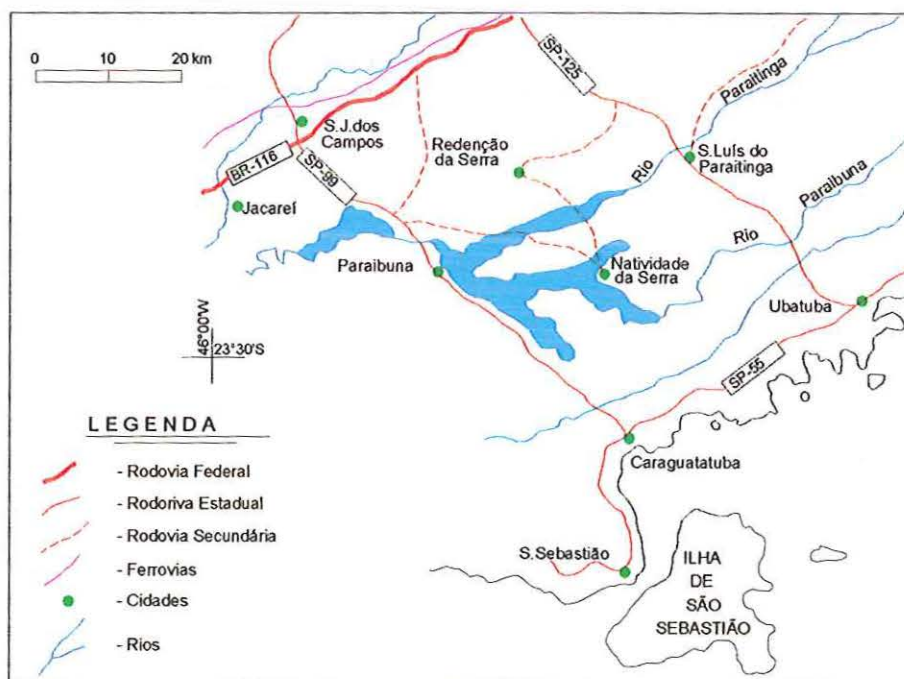 0 10 20 km
SP-125
Paraitinga
S.J.dos
Campos
BR-116
SP-99
Redenção
da Serra
Rio
S.Luís do
Paraitinga
Paraibuna
Jacareí
Rio
Paraibuna
Natividade
da Serra
Ubatuba
46°00'W
23°30'S
SP-55
LEGENDA
- Rodovia Federal
- Rodoriva Estadual
- Rodovia Secundária
- Ferrovias
- Cidades
- Rios
Caraguatatuba
S.Sebastião
ILHA
DE
SÃO
SEBASTIÃO